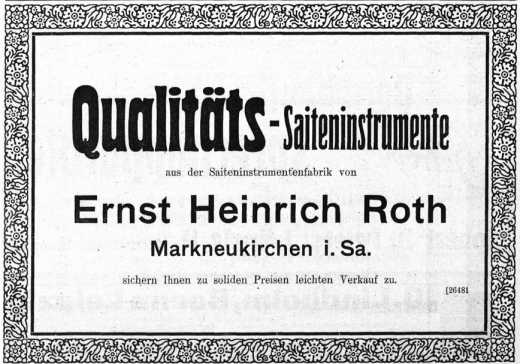 Qualitäts-Saiteninstrumente
aus der Saiteninstrumentenfabrik von
Ernst Heinrich Roth
Markneukirchen i. Sa.
sichern Ihnen zu soliden Preisen leichten Verkauf zu.
[26481